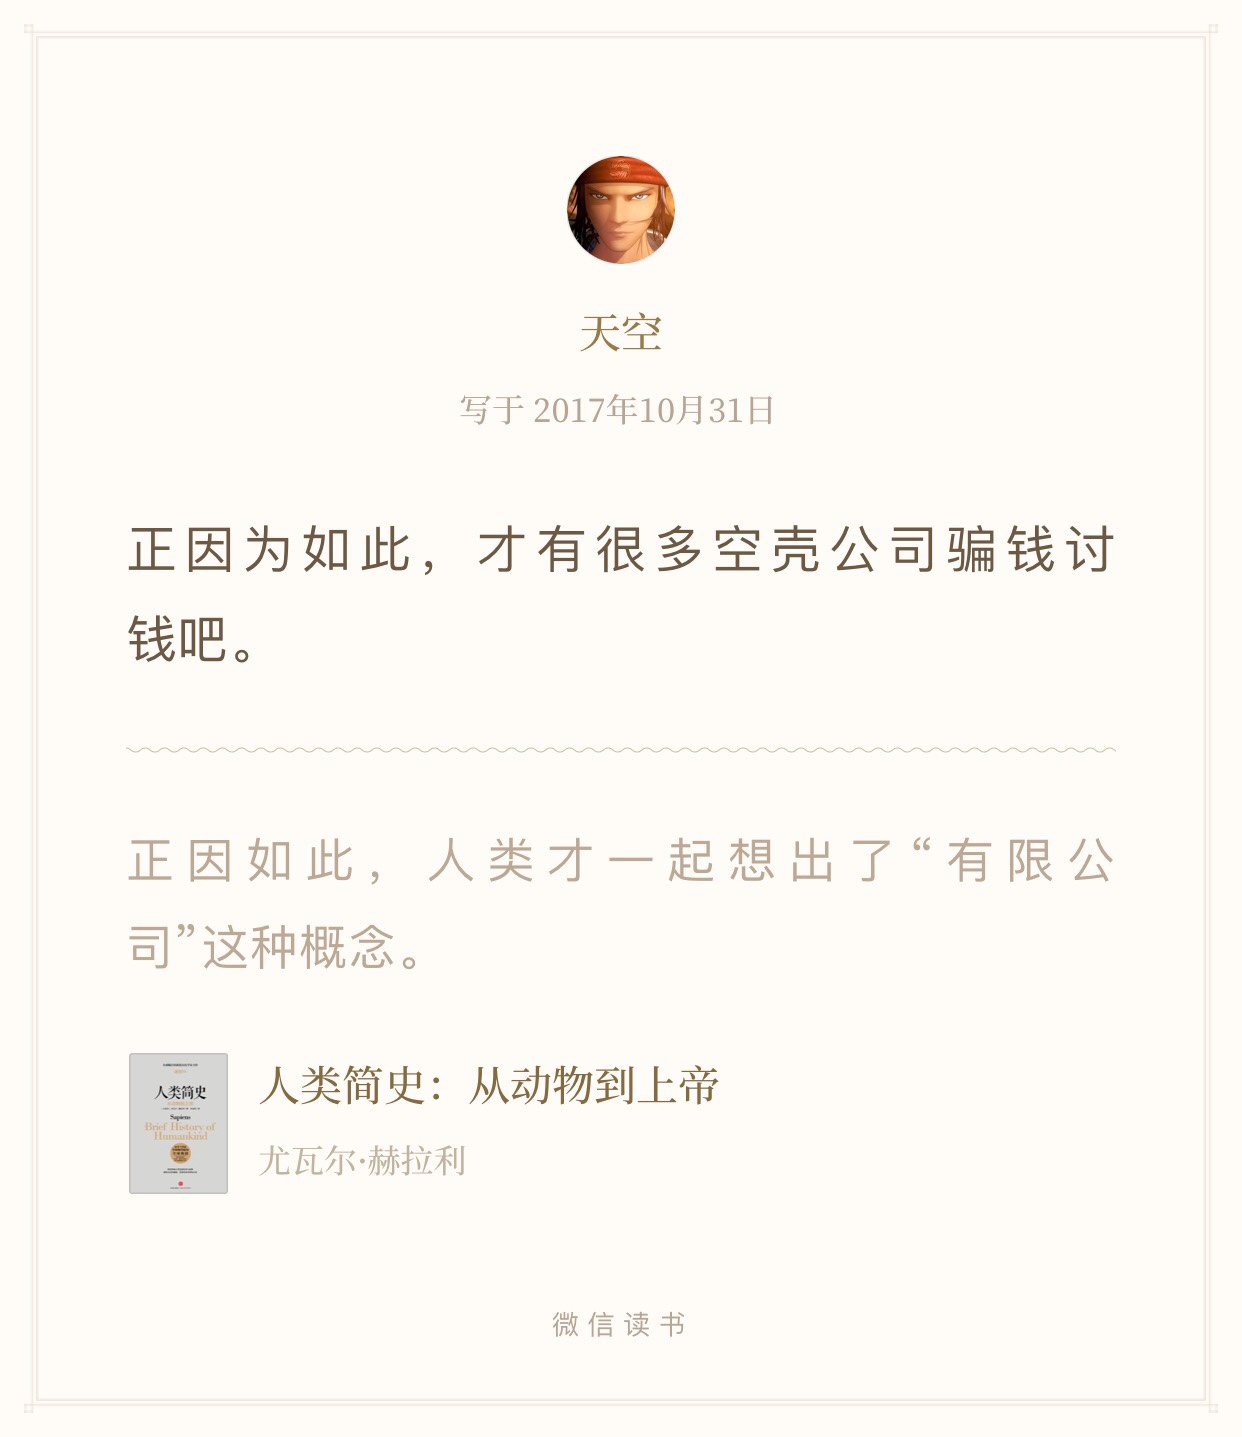 天空
写于 2017年10月31日
正因为如此，才有很多空壳公司骗钱讨
钱吧。
正因如此，人类才一起想出了“有限公
司”这种概念。
人类简史：从动物到上帝
尤瓦尔·赫拉利
人类简史
Sapiens
Brief History of
Humankind
微信读书